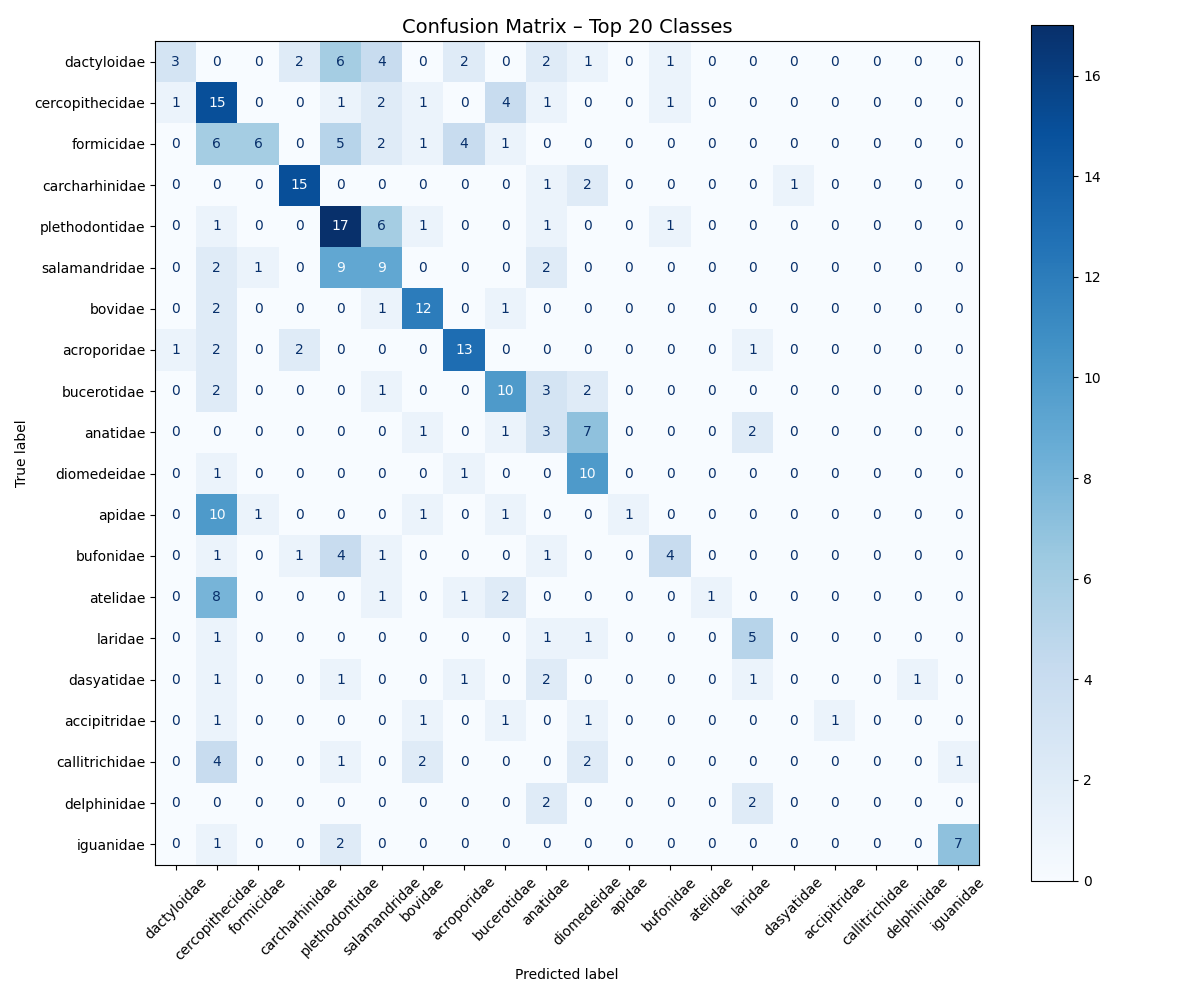 Confusion Matrix – Top 20 Classes
dactyloidae 3 0 0 2 6 4 0 2 0 2 1 0 1 0 0 0 0 0 0 0
cercopithecidae 1 15 0 0 1 2 1 0 4 1 0 0 1 0 0 0 0 0 0 0
formicidae 0 6 6 0 5 2 1 4 1 0 0 0 0 0 0 0 0 0 0 0
carcharhinidae 0 0 0 15 0 0 0 0 0 1 2 0 0 0 0 1 0 0 0 0
plethodontidae 0 1 0 0 17 6 1 0 0 1 0 0 1 0 0 0 0 0 0 0
salamandridae 0 2 1 0 9 9 0 0 0 2 0 0 0 0 0 0 0 0 0 0
bovidae 0 2 0 0 0 1 12 0 1 0 0 0 0 0 0 0 0 0 0 0
acroporidae 1 2 0 2 0 0 0 13 0 0 0 0 0 0 1 0 0 0 0 0
bucerotidae 0 2 0 0 0 1 0 0 10 3 2 0 0 0 0 0 0 0 0 0
anatidae 0 0 0 0 0 0 1 0 1 3 7 0 0 0 2 0 0 0 0 0
diomedeidae 0 1 0 0 0 0 0 1 0 0 10 0 0 0 0 0 0 0 0 0
apidae 0 10 1 0 0 0 1 0 1 0 0 1 0 0 0 0 0 0 0 0
bufonidae 0 1 0 1 4 1 0 0 0 1 0 0 4 0 0 0 0 0 0 0
atelidae 0 8 0 0 0 1 0 1 2 0 0 0 0 1 0 0 0 0 0 0
laridae 0 1 0 0 0 0 0 0 0 1 1 0 0 0 5 0 0 0 0 0
dasyatidae 0 1 0 0 1 0 0 1 0 2 0 0 0 0 1 0 0 0 1 0
accipitridae 0 1 0 0 0 0 1 0 1 0 1 0 0 0 0 0 1 0 0 0
callitrichidae 0 4 0 0 1 0 2 0 0 0 2 0 0 0 0 0 0 0 0 1
delphinidae 0 0 0 0 0 0 0 0 0 2 0 0 0 0 2 0 0 0 0 0
iguanidae 0 1 0 0 2 0 0 0 0 0 0 0 0 0 0 0 0 0 0 7
True label
dactyloidae
cercopithecidae
formicidae
carcharhinidae
plethodontidae
salamandridae
bovidae
acroporidae
bucerotidae
anatidae
diomedeidae
apidae
bufonidae
atelidae
laridae
dasyatidae
accipitridae
callitrichidae
delphinidae
iguanidae
Predicted label
16
14
12
10
8
6
4
2
0